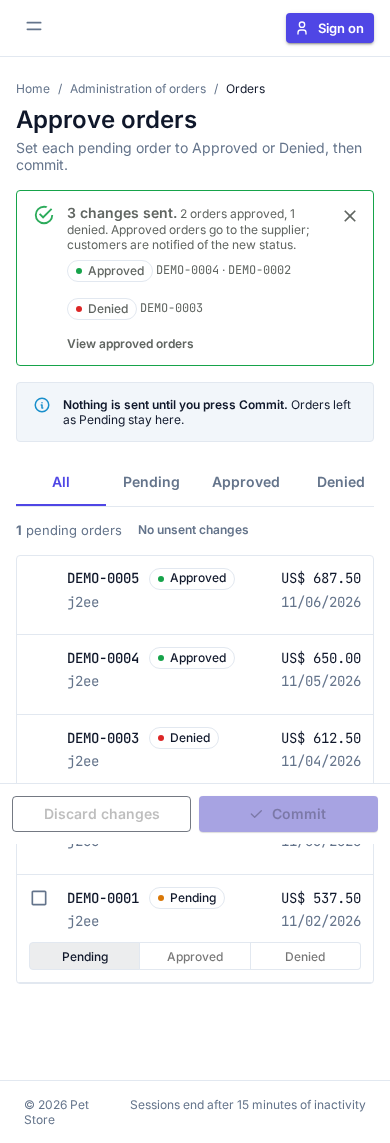 Sign on
Home / Administration of orders / Orders
Approve orders
Set each pending order to Approved or Denied, then
commit.
3 changes sent. 2 orders approved, 1
denied. Approved orders go to the supplier;
customers are notified of the new status.
Approved DEMO-0004 · DEMO-0002
Denied DEMO-0003
View approved orders
Nothing is sent until you press Commit. Orders left
as Pending stay here.
All Pending Approved Denied
1 pending orders No unsent changes
DEMO-0005 Approved US$ 687.50
j2ee 11/06/2026
DEMO-0004 Approved US$ 650.00
j2ee 11/05/2026
DEMO-0003 Denied US$ 612.50
j2ee 11/04/2026
Discard changes Commit
DEMO-0001 Pending US$ 537.50
j2ee 11/02/2026
Pending Approved Denied
© 2026 Pet Store
Sessions end after 15 minutes of inactivity